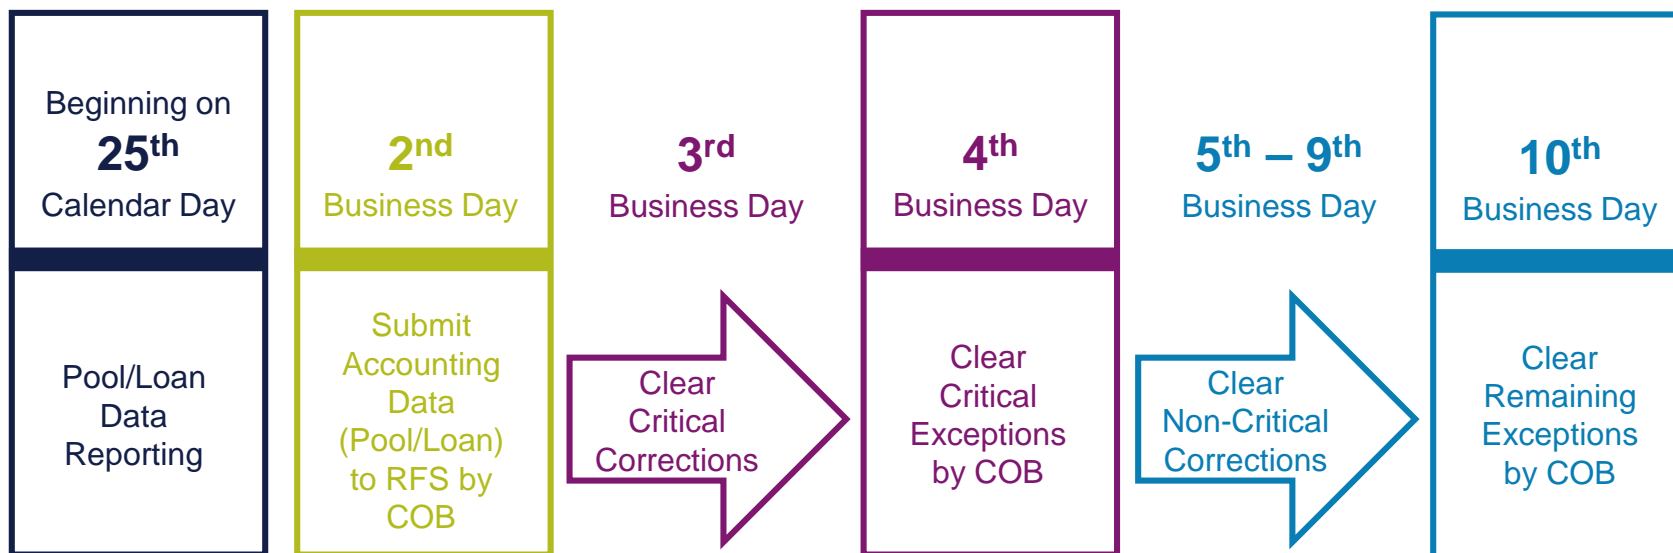 Beginning on
25th
Calendar Day
Pool/Loan
Data
Reporting
2nd
Business Day
Submit
Accounting
Data
(Pool/Loan)
to RFS by
COB
3rd
Business Day
Clear
Critical
Corrections
4th
Business Day
Clear
Critical
Exceptions
by COB
5th – 9th
Business Day
Clear
Non-Critical
Corrections
10th
Business Day
Clear
Remaining
Exceptions
by COB